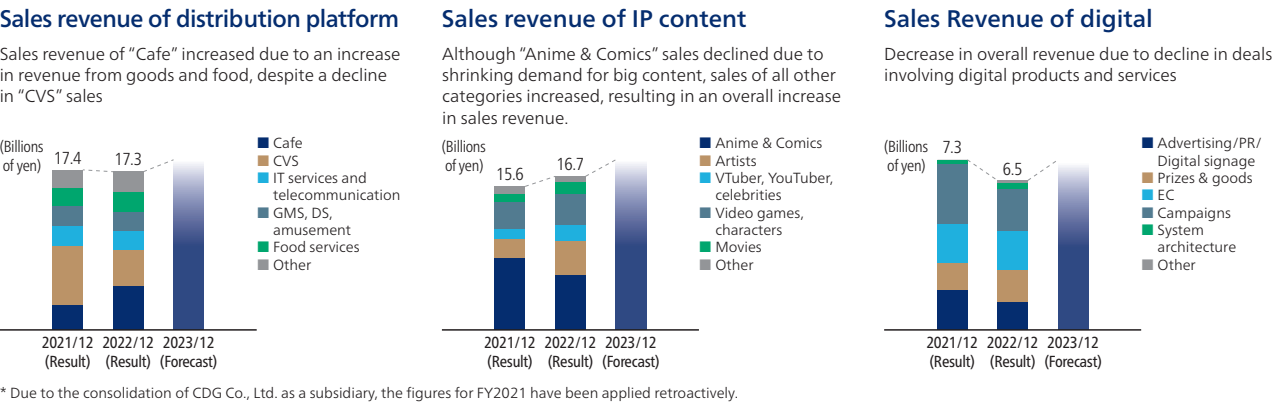 Sales revenue of distribution platform
Sales revenue of “Cafe” increased due to an increase
in revenue from goods and food, despite a decline
in “CVS” sales
(Billions
of yen)
17.4
17.3
Cafe
CVS
IT services and
telecommunication
GMS, DS,
amusement
Food services
Other
2021/12
(Result)
2022/12
(Result)
2023/12
(Forecast)
Sales revenue of IP content
Although “Anime & Comics” sales declined due to
shrinking demand for big content, sales of all other
categories increased, resulting in an overall increase
in sales revenue.
(Billions
of yen)
15.6
16.7
Anime & Comics
Artists
VTuber, YouTuber,
celebrities
Video games,
characters
Movies
Other
2021/12
(Result)
2022/12
(Result)
2023/12
(Forecast)
Sales Revenue of digital
Decrease in overall revenue due to decline in deals
involving digital products and services
(Billions
of yen)
7.3
6.5
Advertising/PR/
Digital signage
Prizes & goods
EC
Campaigns
System
architecture
Other
2021/12
(Result)
2022/12
(Result)
2023/12
(Forecast)
* Due to the consolidation of CDG Co., Ltd. as a subsidiary, the figures for FY2021 have been applied retroactively.